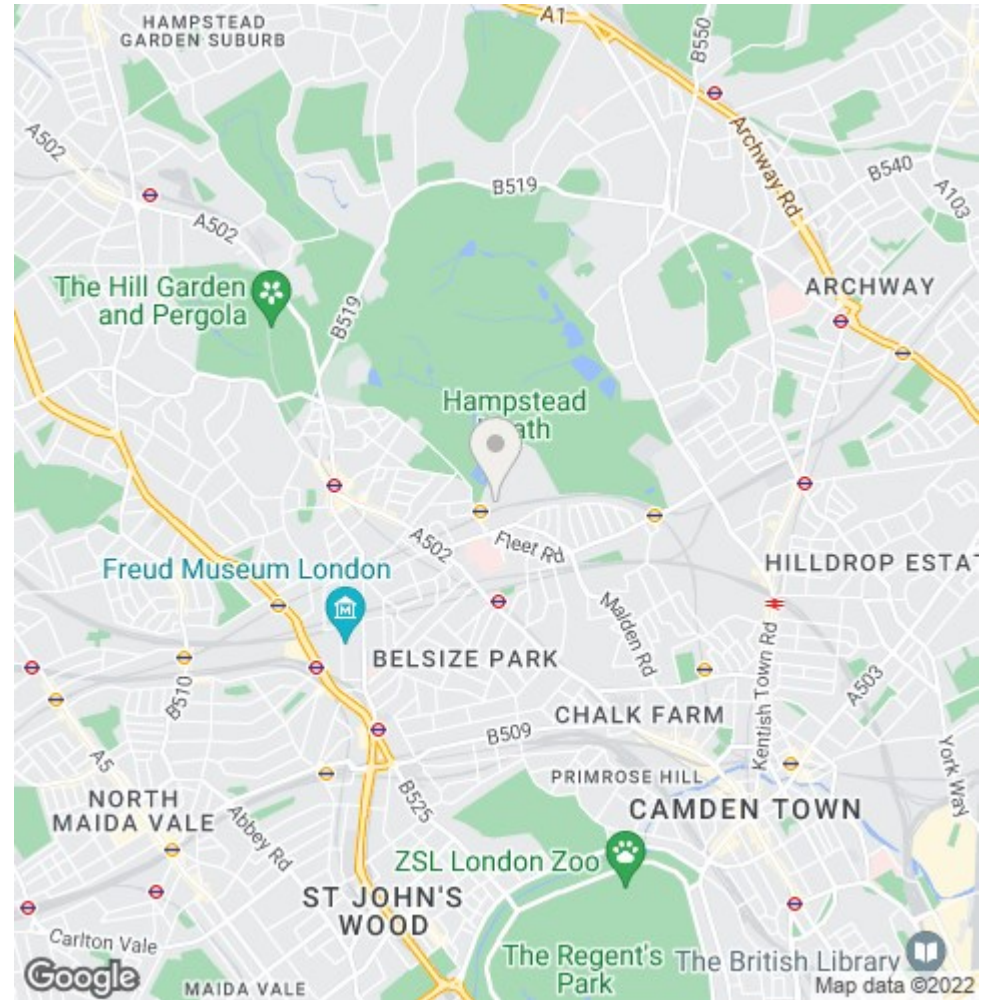 A1
HAMPSTEAD
GARDEN SUBURB
B550
A502
Archway Rd
B540
B519
A103
A502
The Hill Garden
and Pergola
ARCHWAY
B519
Hampstead
Fleet Rd
A502
HILLDROP
Freud Museum London
Malden Rd
BELSIZE PARK
Kentish Town Rd
A503
B510
CHALK FARM
B509
A5
York Way
PRIMROSE HILL
NORTH
MAIDA VALE
B525
CAMDEN TOWN
Abbey Rd
ZSL London Zoo
ST JOHN'S
WOOD
Carlton Vale
The Regent's
Park
The British Library
Google
MAIDA VALE
Map data ©2022